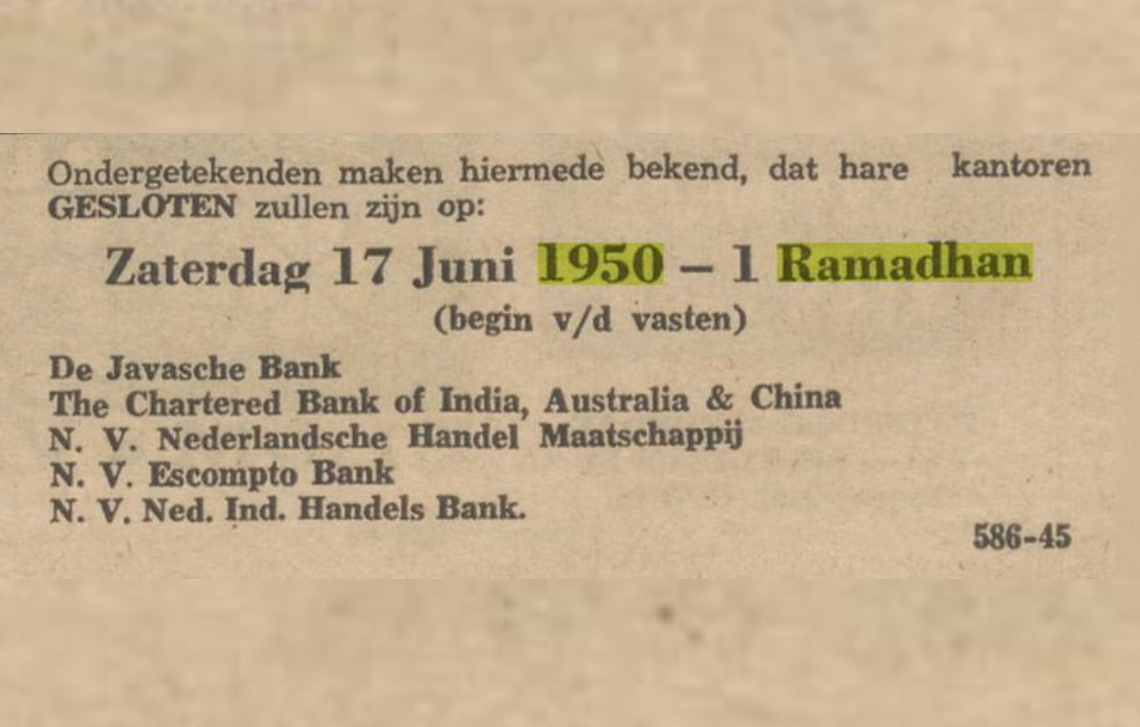 Ondergetekenden maken hiermede bekend, dat hare kantoren
GESLOTEN zullen zijn op:
Zaterdag 17 Juni 1950 – 1 Ramadhan
(begin v/d vasten)
De Javasche Bank
The Chartered Bank of India, Australia & China
N. V. Nederlandsche Handel Maatschappij
N. V. Escompto Bank
N. V. Ned. Ind. Handels Bank.
586-45